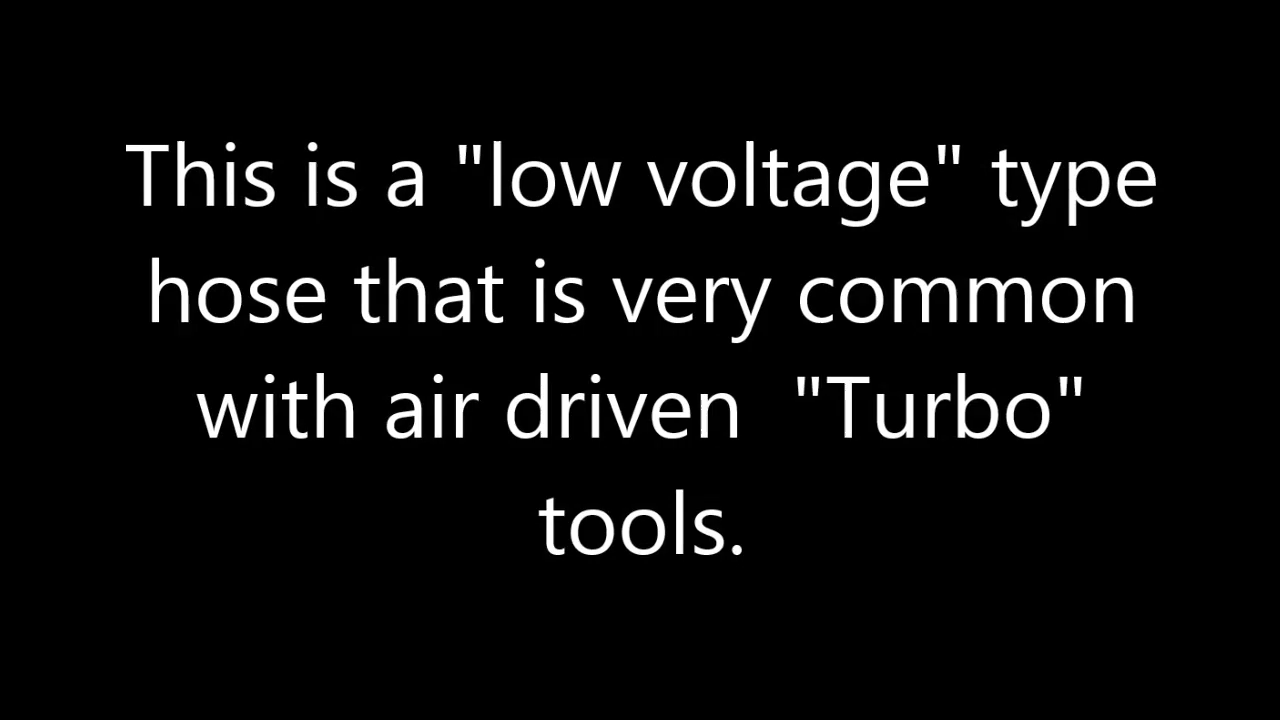 This is a "low voltage" type
hose that is very common
with air driven  "Turbo"
tools.